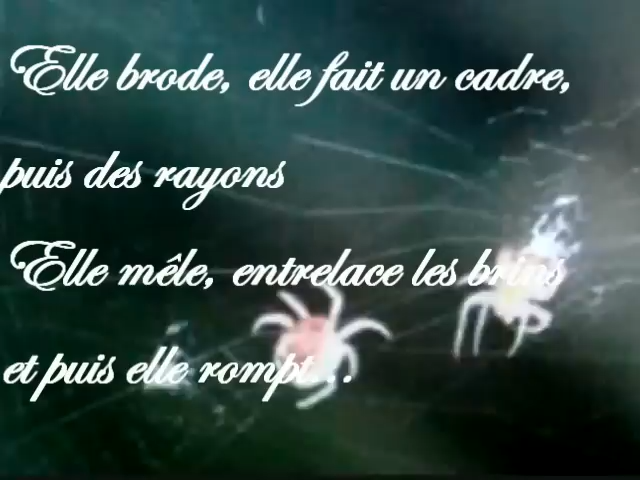 Elle brode, elle fait un cadre,
puis des rayons
Elle mêle, entrelace les brins
et puis elle rompt...